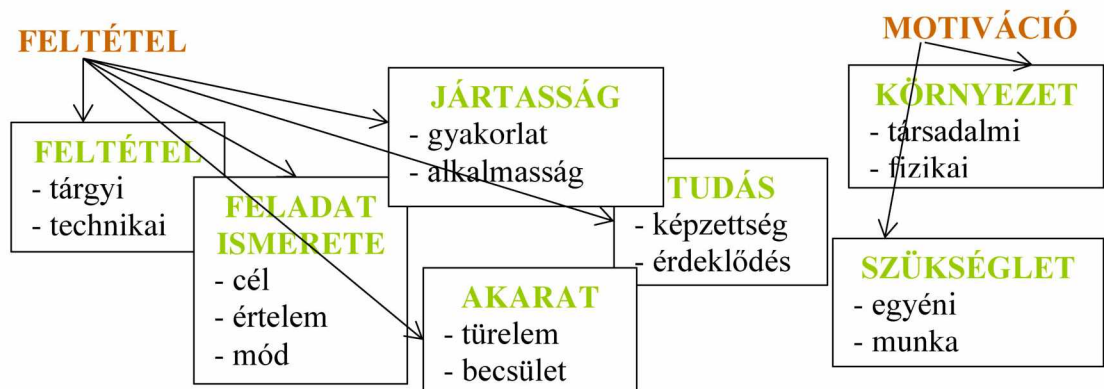 FELTÉTEL
MOTIVÁCIÓ
FELTÉTEL
- tárgyi
- technikai
FELADAT
ISMERETE
- cél
- értelem
- mód
JÁRTASSÁG
- gyakorlat
- alkalmasság
AKARAT
- türelem
- becsület
TUDÁS
- képzettség
- érdeklődés
KÖRNYEZET
- társadalmi
- fizikai
SZÜKSÉGLET
- egyéni
- munka